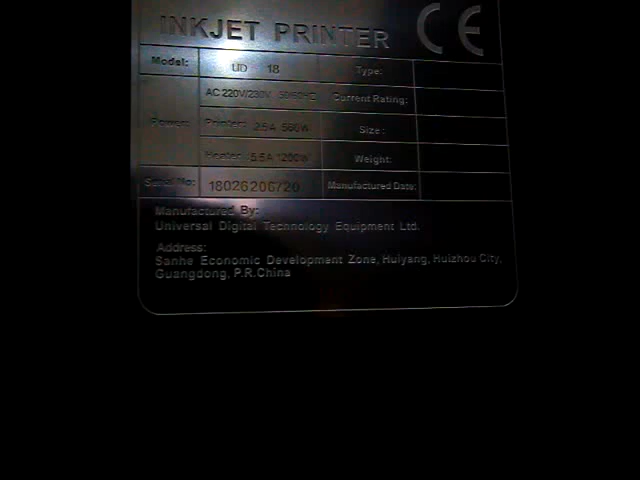 INKJET PRINTER CE
Model: UD 18 Type:
Power: AC 220V/230V 50/60HZ Current Rating:
Printer: 2.5A 560W Size:
Heater: 5.5A 1200W Weight:
Serial No: 18026206720 Manufactured Date:
Manufactured By:
Universal Digital Technology Equipment Ltd.
Address:
Sanhe Economic Development Zone, Huiyang, Huizhou City,
Guangdong, P.R.China